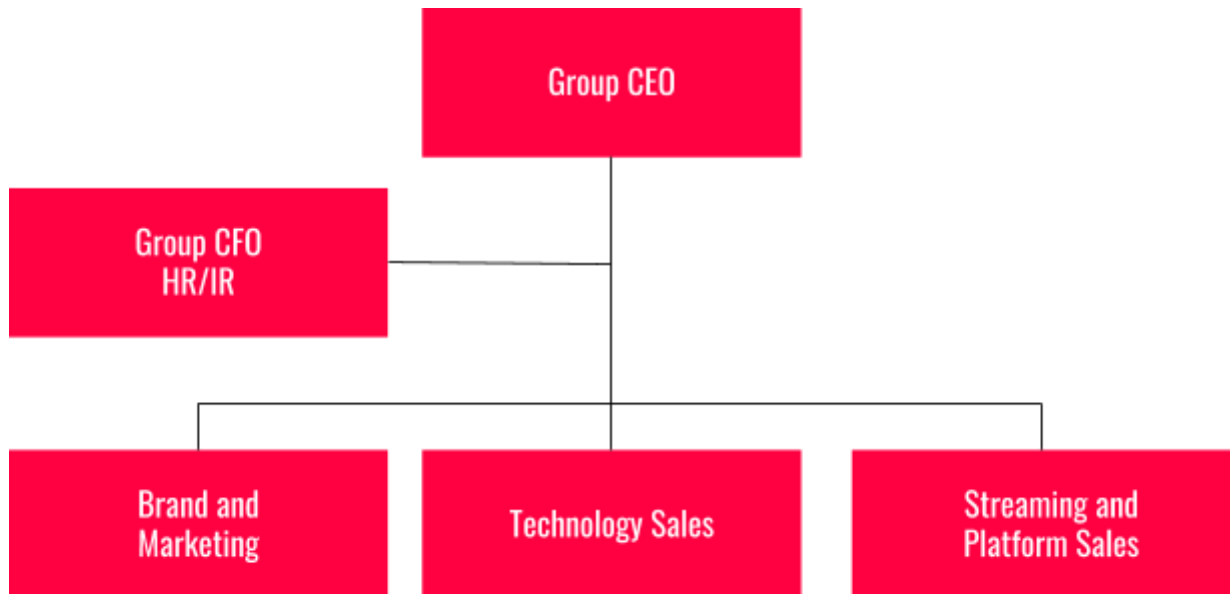 Group CEO
Group CFO
HR/IR
Brand and
Marketing
Technology Sales
Streaming and
Platform Sales